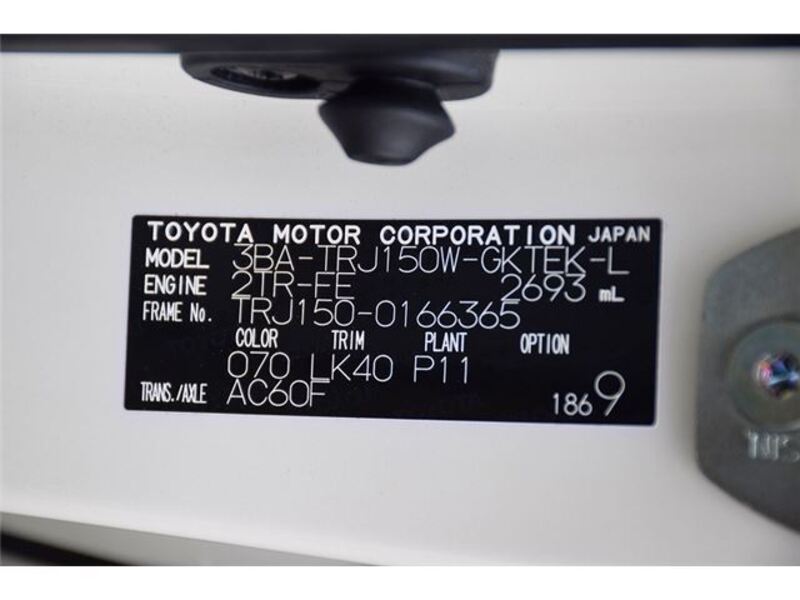 TOYOTA MOTOR CORPORATION JAPAN
MODEL 3BA-TRJ150W-GKTEK-L
ENGINE 2TR-FE 2693 mL
FRAME No. TRJ150-0166365
COLOR TRIM PLANT OPTION
070 LK40 P11
TRANS./AXLE AC60F
1869